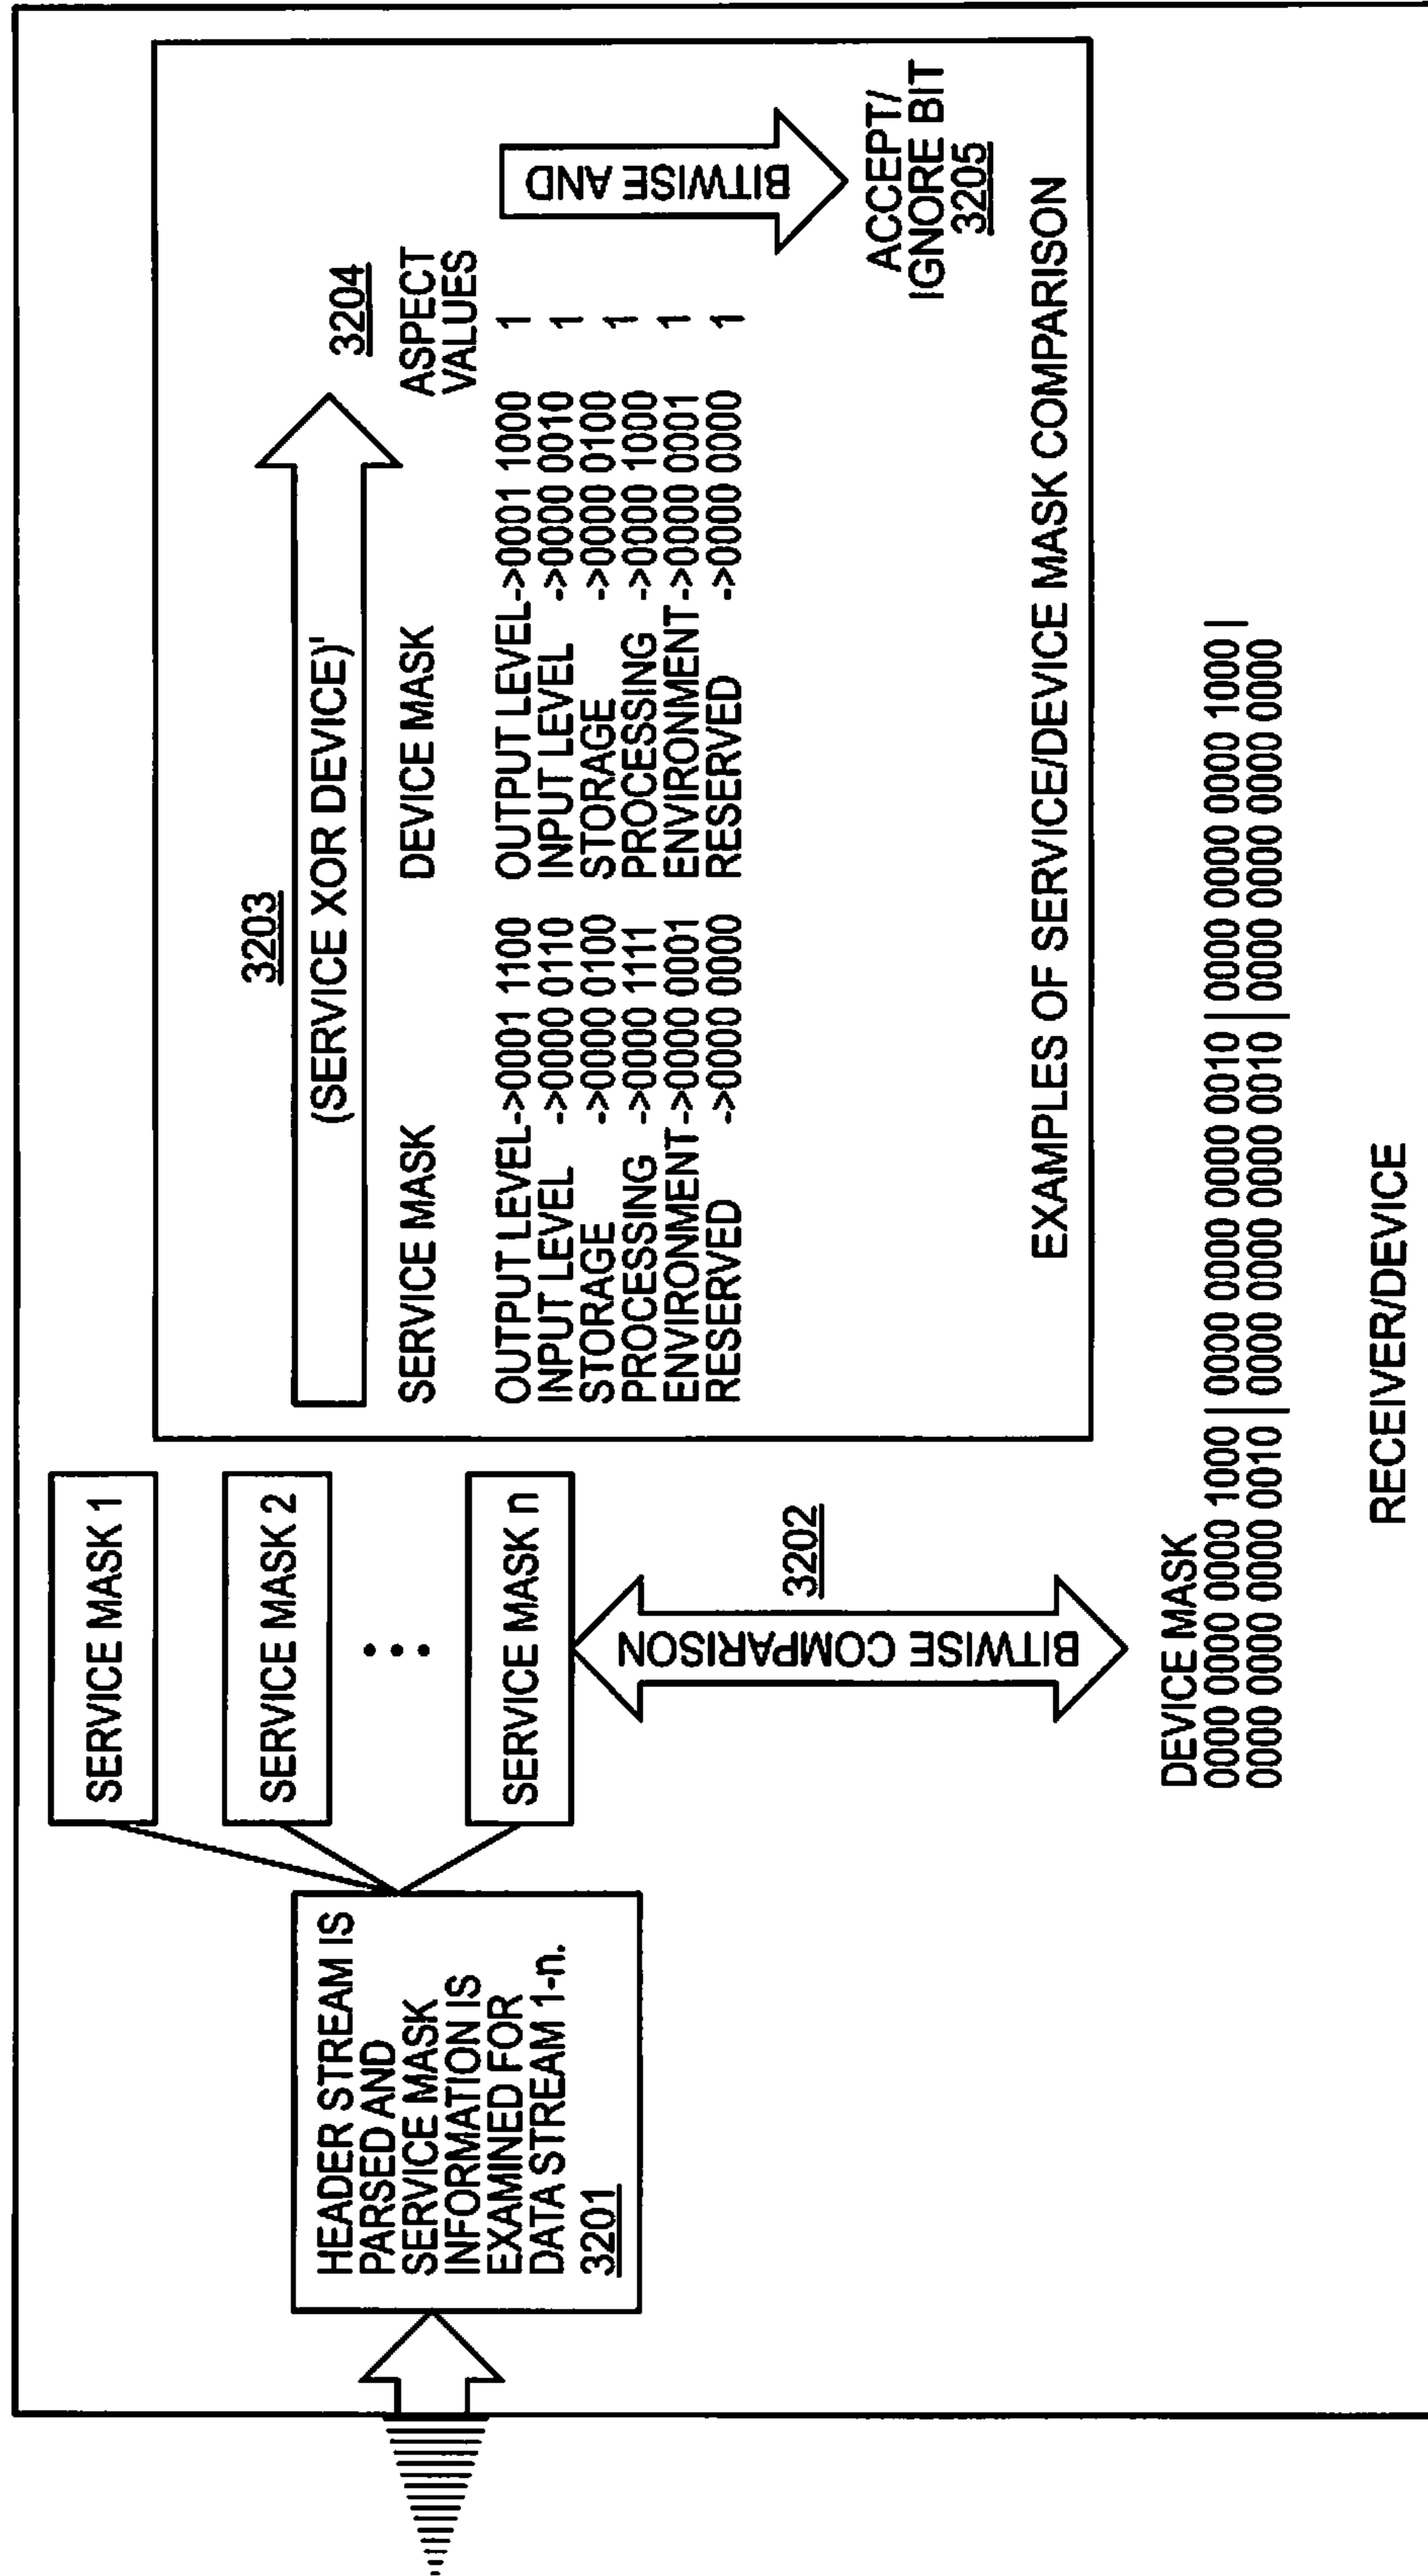 HEADER STREAM IS
PARSED AND
SERVICE MASK
INFORMATION IS
EXAMINED FOR
DATA STREAM 1-n.
3201
SERVICE MASK 1
SERVICE MASK 2
SERVICE MASK n
BITWISE COMPARISON
3202
3203
(SERVICE XOR DEVICE)'
3204
SERVICE MASK
OUTPUT LEVEL->0001 1100
INPUT LEVEL ->0000 0110
STORAGE ->0000 0100
PROCESSING ->0000 1111
ENVIRONMENT->0000 0001
RESERVED ->0000 0000
DEVICE MASK
OUTPUT LEVEL->0001 1000
INPUT LEVEL ->0000 0010
STORAGE ->0000 0100
PROCESSING ->0000 1000
ENVIRONMENT->0000 0001
RESERVED ->0000 0000
ASPECT
VALUES
1
1
1
1
1
BITWISE AND
ACCEPT/
IGNORE BIT
3205
EXAMPLES OF SERVICE/DEVICE MASK COMPARISON
DEVICE MASK
0000 0000 0000 1000 | 0000 0000 0000 0010 | 0000 0000 0000 1000 |
0000 0000 0000 0010 | 0000 0000 0000 0010 | 0000 0000 0000 0000
RECEIVER/DEVICE